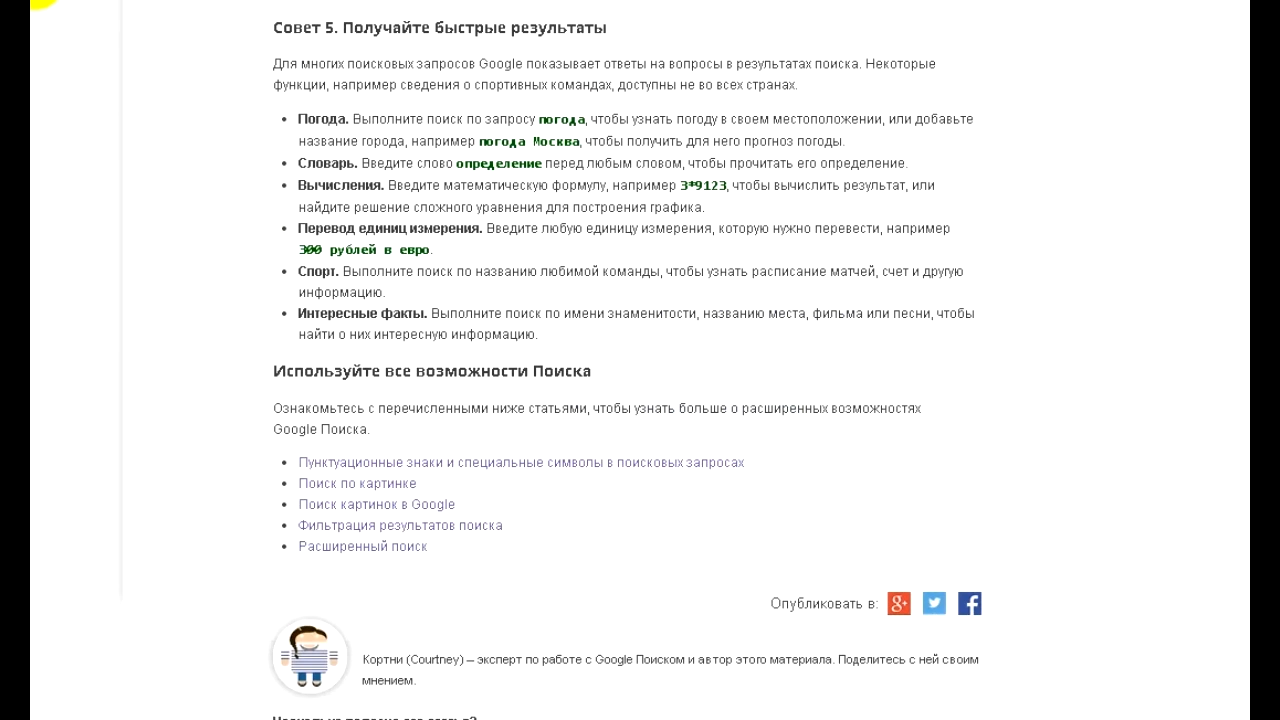 Совет 5. Получайте быстрые результаты
Для многих поисковых запросов Google показывает ответы на вопросы в результатах поиска. Некоторые
функции, например сведения о спортивных командах, доступны не во всех странах.
• Погода. Выполните поиск по запросу погода, чтобы узнать погоду в своем местоположении, или добавьте
название города, например погода Москва, чтобы получить для него прогноз погоды.
• Словарь. Введите слово определение перед любым словом, чтобы прочитать его определение.
• Вычисления. Введите математическую формулу, например 3*9123, чтобы вычислить результат, или
найдите решение сложного уравнения для построения графика.
• Перевод единиц измерения. Введите любую единицу измерения, которую нужно перевести, например
300 рублей в евро.
• Спорт. Выполните поиск по названию любимой команды, чтобы узнать расписание матчей, счет и другую
информацию.
• Интересные факты. Выполните поиск по имени знаменитости, названию места, фильма или песни, чтобы
найти о них интересную информацию.
Используйте все возможности Поиска
Ознакомьтесь с перечисленными ниже статьями, чтобы узнать больше о расширенных возможностях
Google Поиска.
• Пунктуационные знаки и специальные символы в поисковых запросах
• Поиск по картинке
• Поиск картинок в Google
• Фильтрация результатов поиска
• Расширенный поиск
Опубликовать в:
Кортни (Courtney) – эксперт по работе с Google Поиском и автор этого материала. Поделитесь с ней своим
мнением.